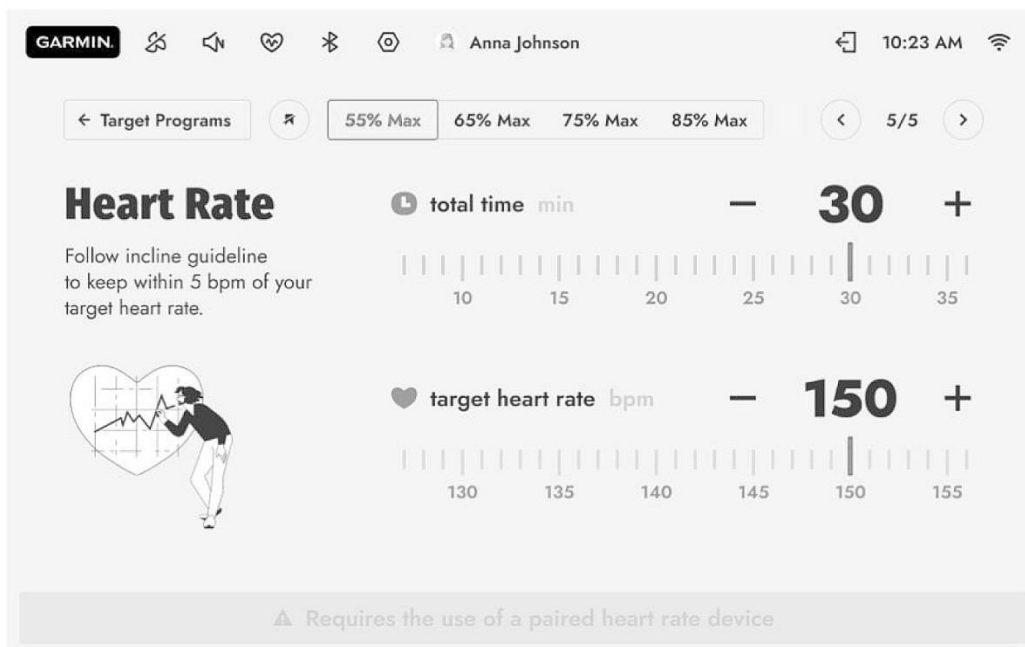 GARMIN.
Anna Johnson
10:23 AM
← Target Programs
55% Max 65% Max 75% Max 85% Max
5/5
Heart Rate
Follow incline guideline
to keep within 5 bpm of your
target heart rate.
total time min
30
10 15 20 25 30 35
target heart rate bpm
150
130 135 140 145 150 155
Requires the use of a paired heart rate device